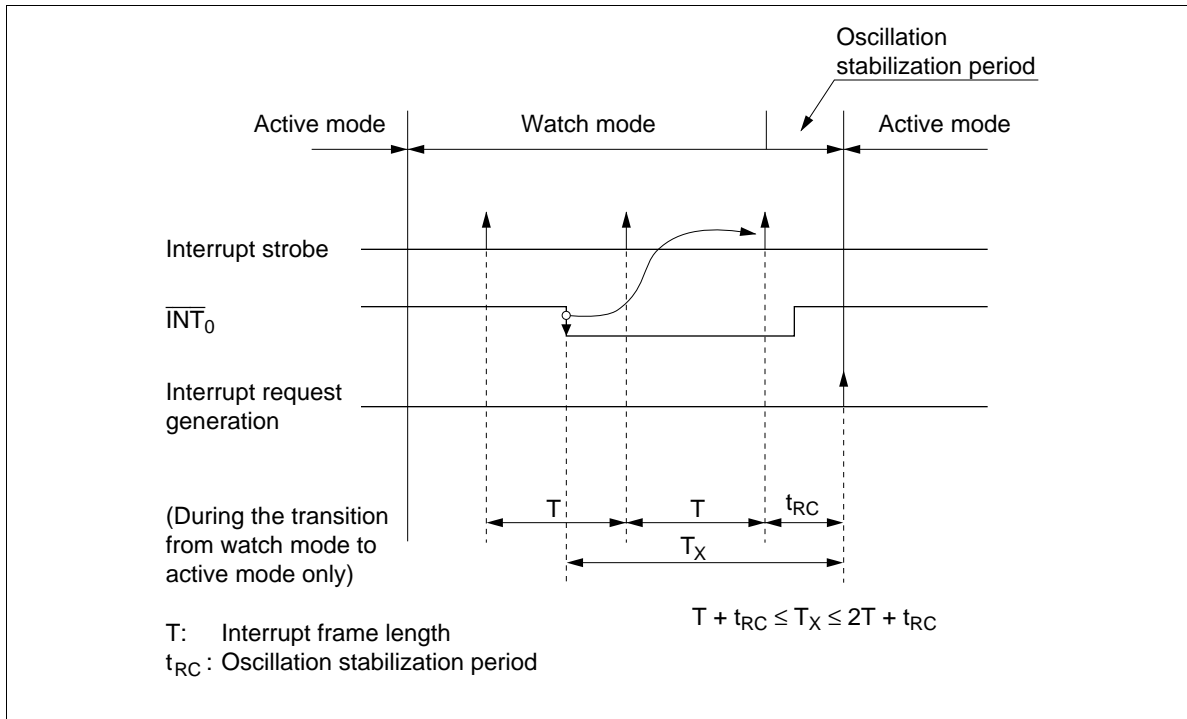 Oscillation
stabilization period
Active mode
Watch mode
Active mode
Interrupt strobe
INT0
Interrupt request
generation
T
T
tRC
TX
(During the transition
from watch mode to
active mode only)
T + tRC ≤ TX ≤ 2T + tRC
T: Interrupt frame length
tRC : Oscillation stabilization period